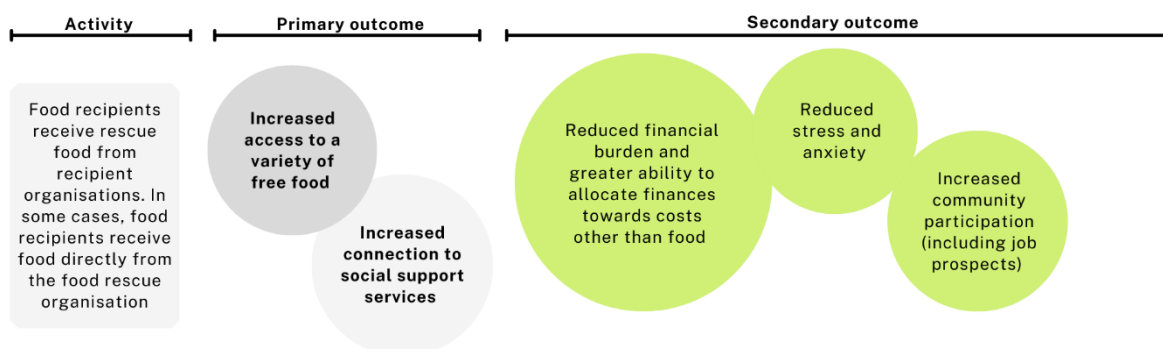 Activity
Primary outcome
Secondary outcome
Food recipients
receive rescue
food from
recipient
organisations. In
some cases, food
recipients receive
food directly from
the food rescue
organisation
Increased
access to a
variety of
free food
Increased
connection to
social support
services
Reduced financial
burden and
greater ability to
allocate finances
towards costs
other than food
Reduced
stress and
anxiety
Increased
community
participation
(including job
prospects)